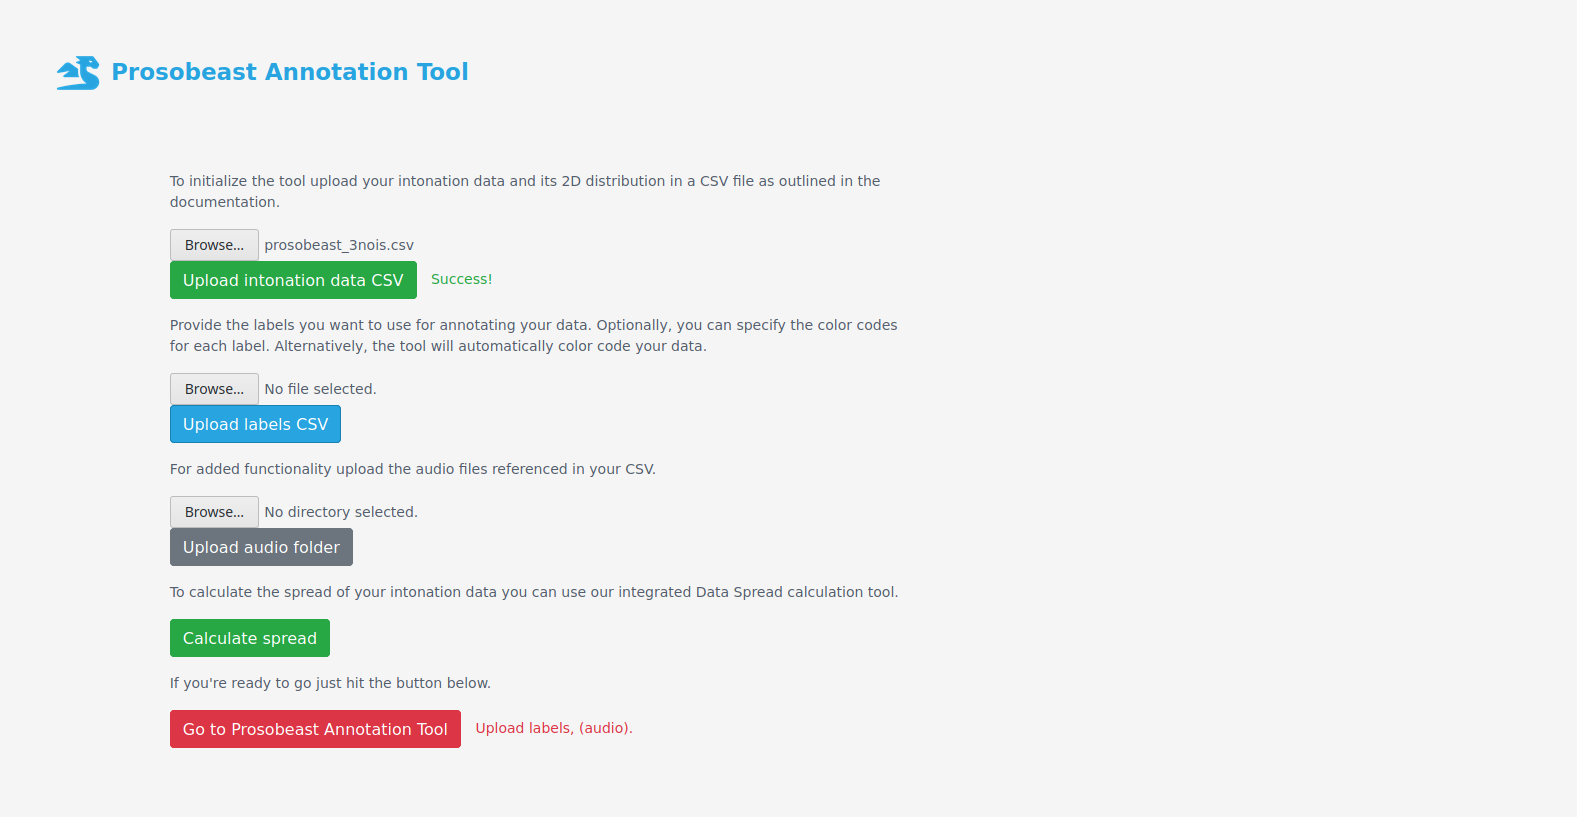 Prosobeast Annotation Tool
To initialize the tool upload your intonation data and its 2D distribution in a CSV file as outlined in the
documentation.
Browse... prosobeast_3nois.csv
Upload intonation data CSV Success!
Provide the labels you want to use for annotating your data. Optionally, you can specify the color codes
for each label. Alternatively, the tool will automatically color code your data.
Browse... No file selected.
Upload labels CSV
For added functionality upload the audio files referenced in your CSV.
Browse... No directory selected.
Upload audio folder
To calculate the spread of your intonation data you can use our integrated Data Spread calculation tool.
Calculate spread
If you're ready to go just hit the button below.
Go to Prosobeast Annotation Tool Upload labels, (audio).